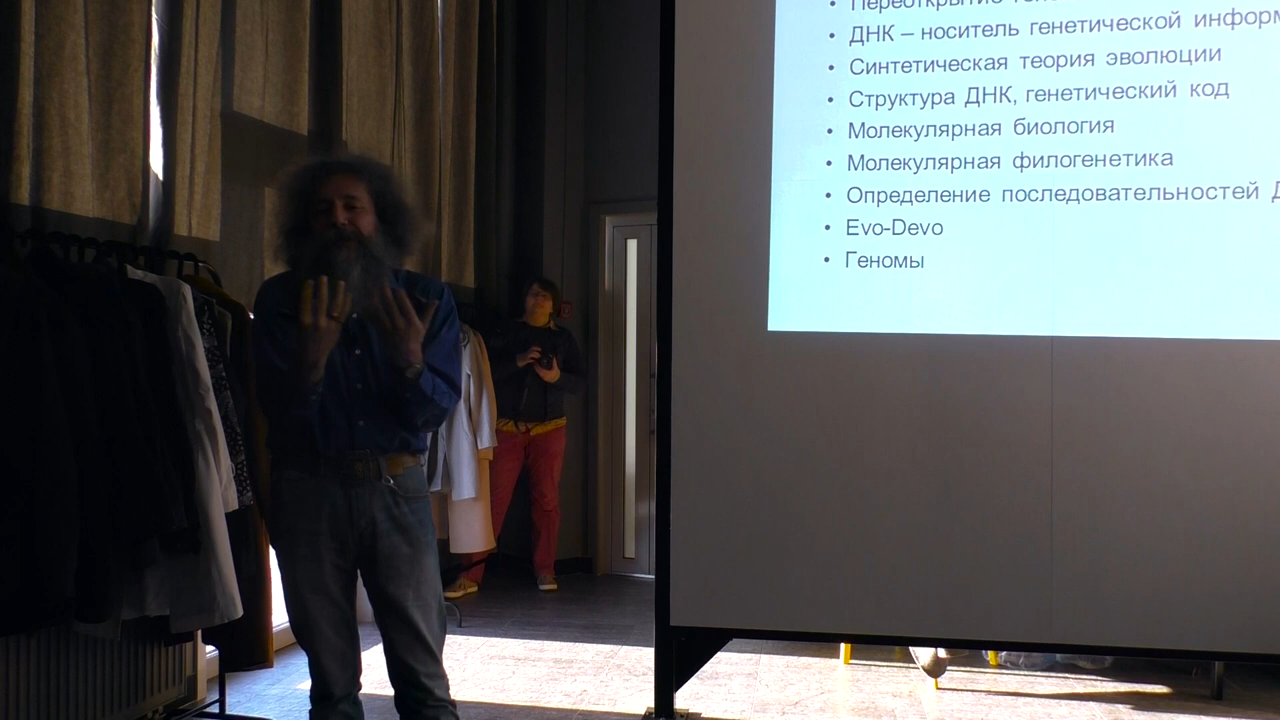 • Переоткрытие
• ДНК – носитель генетической
• Синтетическая теория эволюции
• Структура ДНК, генетический код
• Молекулярная биология
• Молекулярная филогенетика
• Определение последовательностей
• Evo-Devo
• Геномы